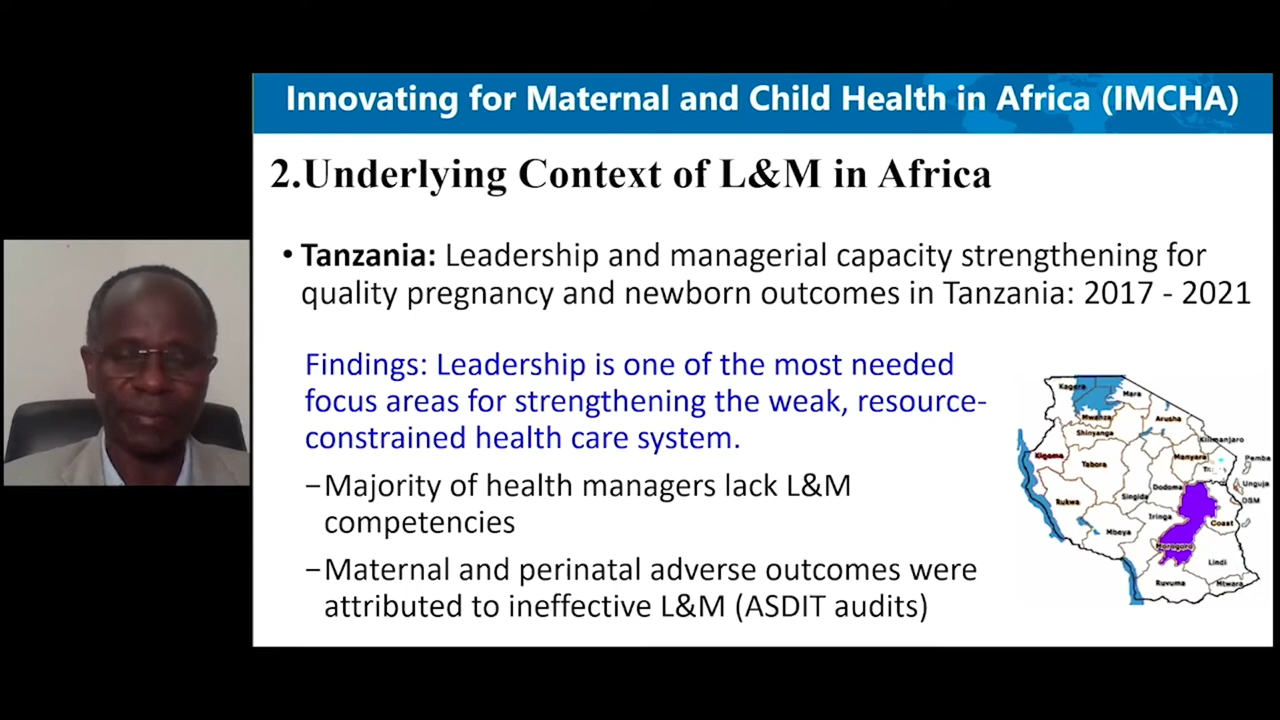 Innovating for Maternal and Child Health in Africa (IMCHA)
2.Underlying Context of L&M in Africa
• Tanzania: Leadership and managerial capacity strengthening for
quality pregnancy and newborn outcomes in Tanzania: 2017 - 2021
Findings: Leadership is one of the most needed
focus areas for strengthening the weak, resource-
constrained health care system.
−Majority of health managers lack L&M
competencies
−Maternal and perinatal adverse outcomes were
attributed to ineffective L&M (ASDIT audits)
Kagera
Mara
Mwanza
Arusha
Shinyanga
Kilimanjaro
Kigoma
Tabora
Manyara
Pemba
Dodoma
Unguja
Singida
DSM
Rukwa
Iringa
Coast
Mbeya
Morogoro
Lindi
Ruvuma
Mtwara